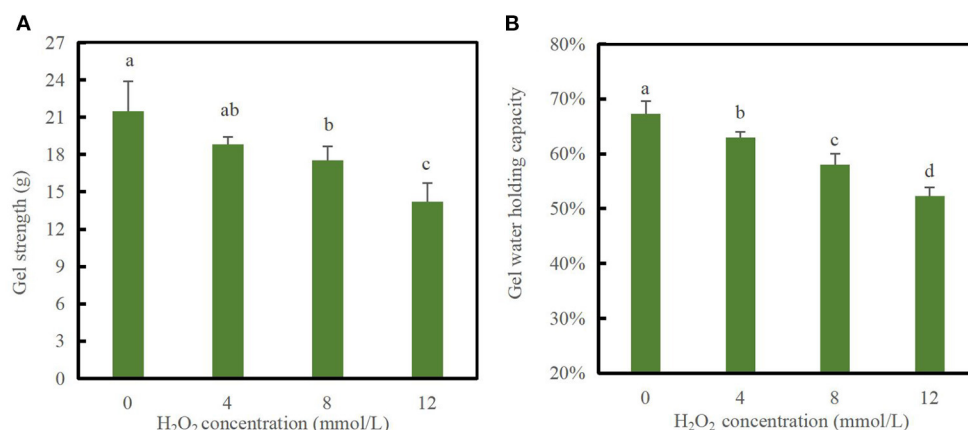 A
27
24
21
18
15
12
9
6
3
0
Gel strength (g)
a
ab
b
c
0 4 8 12
H₂O₂ concentration (mmol/L)
B
80%
70%
60%
50%
40%
30%
20%
Gel water holding capacity
a
b
c
d
0 4 8 12
H₂O₂ concentration (mmol/L)